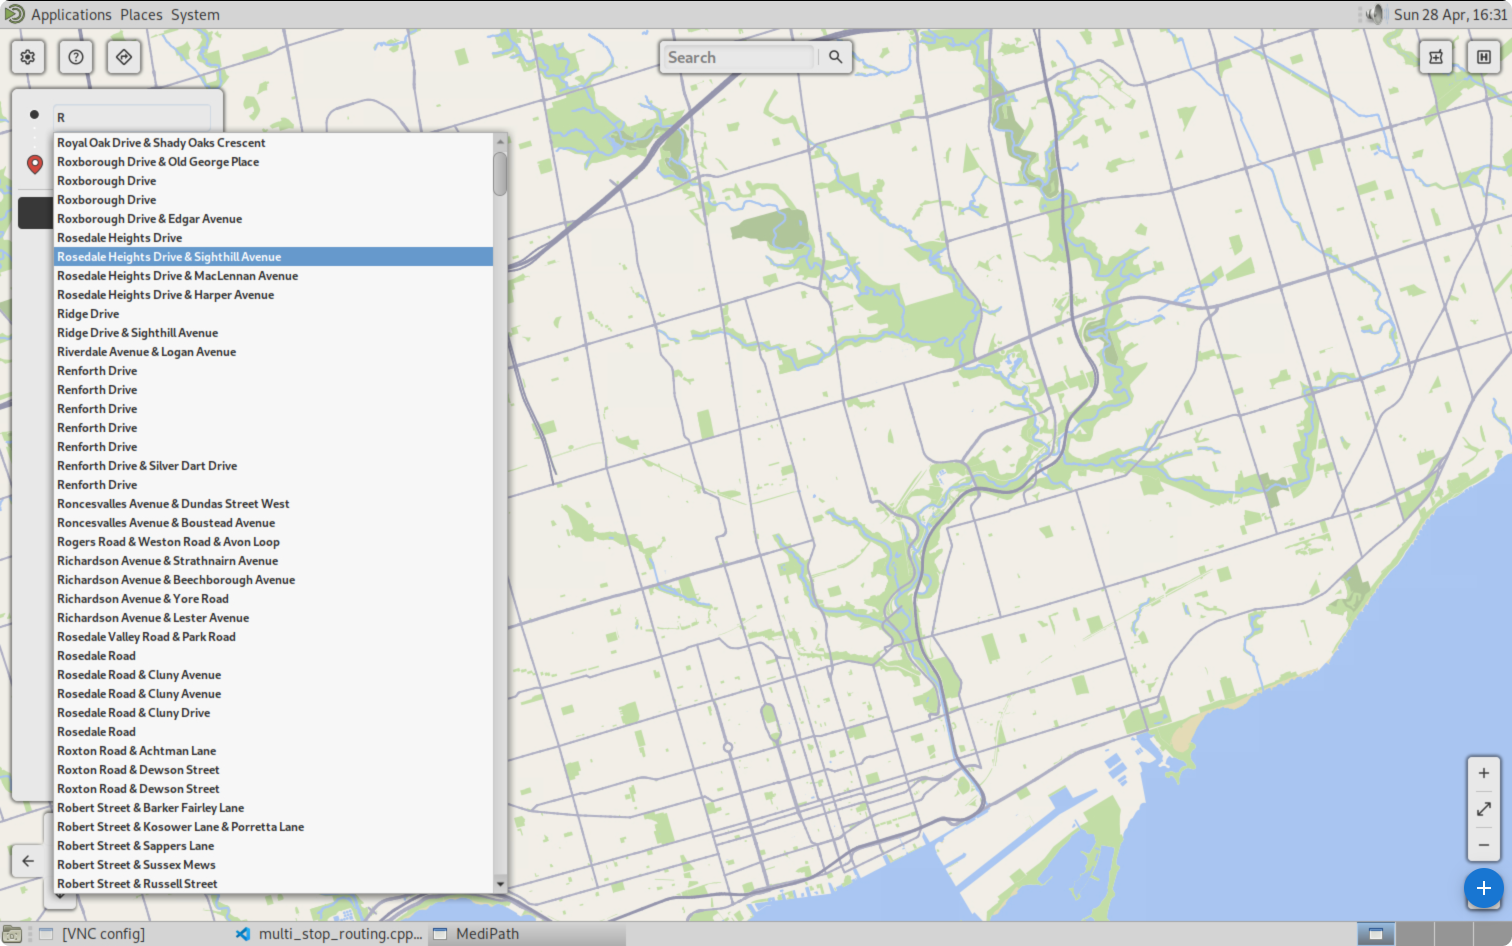 Applications Places System
Sun 28 Apr, 16:31
Search
H
R
Royal Oak Drive & Shady Oaks Crescent
Roxborough Drive & Old George Place
Roxborough Drive
Roxborough Drive
Roxborough Drive & Edgar Avenue
Rosedale Heights Drive
Rosedale Heights Drive & Sighthill Avenue
Rosedale Heights Drive & MacLennan Avenue
Rosedale Heights Drive & Harper Avenue
Ridge Drive
Ridge Drive & Sighthill Avenue
Riverdale Avenue & Logan Avenue
Renforth Drive
Renforth Drive
Renforth Drive
Renforth Drive
Renforth Drive
Renforth Drive & Silver Dart Drive
Renforth Drive
Roncesvalles Avenue & Dundas Street West
Roncesvalles Avenue & Boustead Avenue
Rogers Road & Weston Road & Avon Loop
Richardson Avenue & Strathnairn Avenue
Richardson Avenue & Beechborough Avenue
Richardson Avenue & Yore Road
Richardson Avenue & Lester Avenue
Rosedale Valley Road & Park Road
Rosedale Road
Rosedale Road & Cluny Avenue
Rosedale Road & Cluny Avenue
Rosedale Road & Cluny Drive
Rosedale Road
Roxton Road & Achtman Lane
Roxton Road & Dewson Street
Roxton Road & Dewson Street
Robert Street & Barker Fairley Lane
Robert Street & Kosower Lane & Porretta Lane
Robert Street & Sappers Lane
Robert Street & Sussex Mews
Robert Street & Russell Street
[VNC config]
multi_stop_routing.cpp...
MediPath